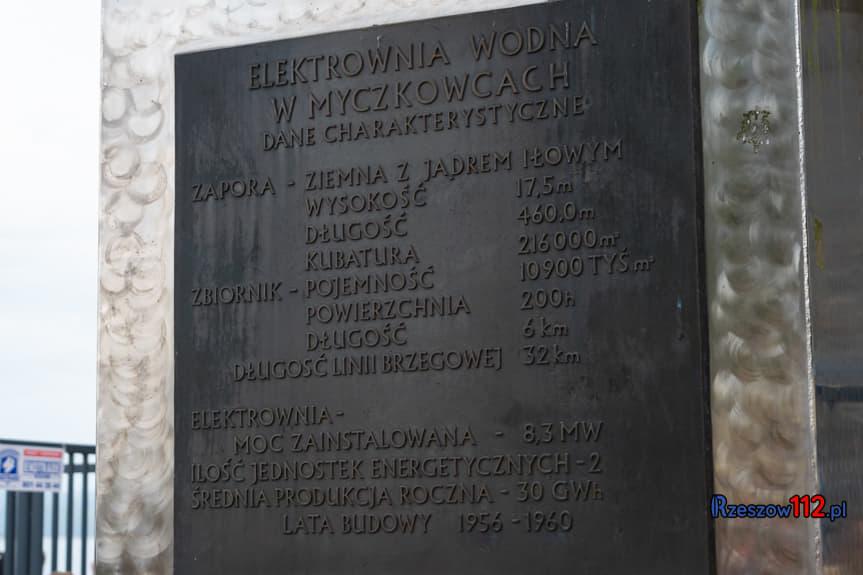 ELEKTROWNIA WODNA
W MYCZKOWCACH
DANE CHARAKTERYSTYCZNE
ZAPORA - ZIEMNA Z JĄDREM IŁOWYM
WYSOKOŚĆ 17,5m
DŁUGOŚĆ 460,0m
KUBATURA 216000m³
ZBIORNIK - POJEMNOŚĆ 10900 TYŚ m³
POWIERZCHNIA 200h
DŁUGOŚĆ 6 km
DŁUGOŚĆ LINII BRZEGOWEJ 32 km
ELEKTROWNIA -
MOC ZAINSTALOWANA - 8,3 MW
ILOŚĆ JEDNOSTEK ENERGETYCZNYCH - 2
ŚREDNIA PRODUKCJA ROCZNA - 30 GWh
LATA BUDOWY 1956 - 1960
Rzeszow112.pl